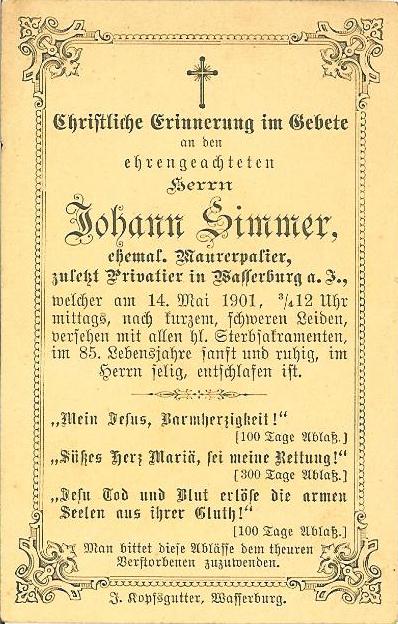 Christliche Erinnerung im Gebete
an den
ehrengeachteten
Herrn
Johann Simmer,
ehemal. Maurerpalier,
zuletzt Privatier in Wasserburg a. I.,
welcher am 14. Mai 1901, ¾12 Uhr
mittags, nach kurzem, schweren Leiden,
versehen mit allen hl. Sterbsakramenten,
im 85. Lebensjahre sanft und ruhig, im
Herrn selig, entschlafen ist.
„Mein Jesus, Barmherzigkeit!"
[100 Tage Ablaß.]
„Süßes Herz Mariä, sei meine Rettung!"
[300 Tage Ablaß.]
„Jesu Tod und Blut erlöse die armen
Seelen aus ihrer Gluth!"
[100 Tage Ablaß.]
Man bittet diese Ablässe dem theuren
Verstorbenen zuzuwenden.
J. Kopfsgutter, Wasserburg.